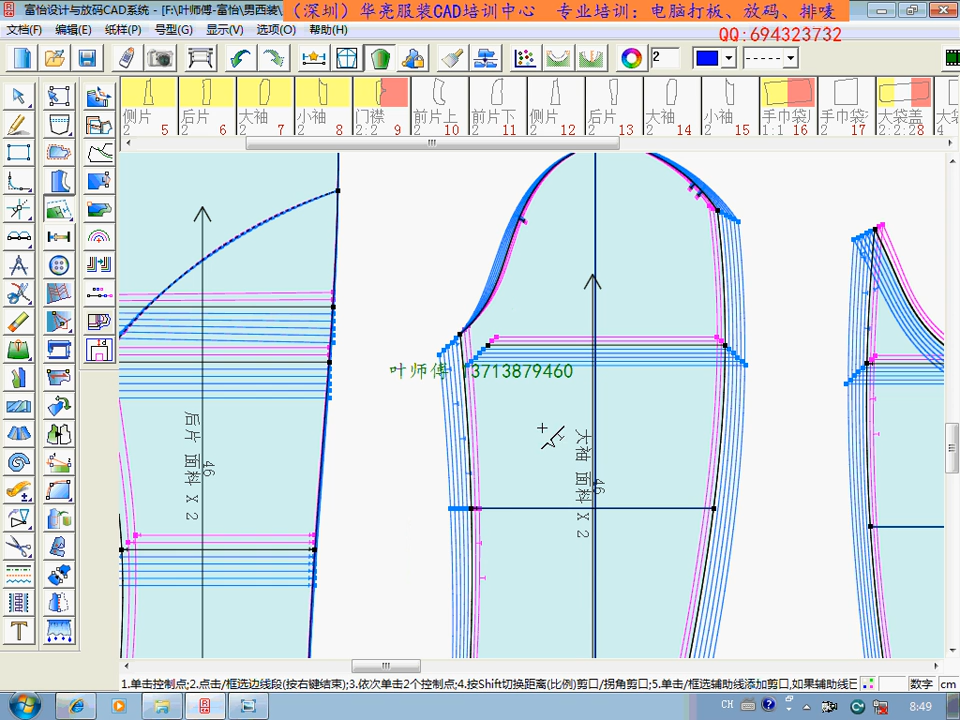 富怡设计与放码CAD系统 - [F:\叶师傅-富怡\男西装\
（深圳）华亮服装CAD培训中心 专业培训：电脑打板、放码、排唛
文档(F) 编辑(E) 纸样(P) 号型(G) 显示(V) 选项(O) 帮助(H)
QQ:694323732
2
侧片 后片 大袖 小袖 门襟 前片上 前片下 侧片 后片 大袖 小袖 手巾袋 手巾袋 大袋盖
2 5 2 6 2 7 2 8 2:2 9 2 10 2 11 2 12 2 13 2 14 2 15 1:1 16 2 17 2:2:2 28 2
叶师傅 13713879460
后片 面料 X 2
46
大袖 面料 X 2
46
1.单击控制点;2.点击/框选边线段(按右键结束);3.依次单击2个控制点;4.按Shift切换距离(比例)剪口/拐角剪口;5.单击/框选辅助线添加剪口,如果辅助线
数字 cm
CH
8:49